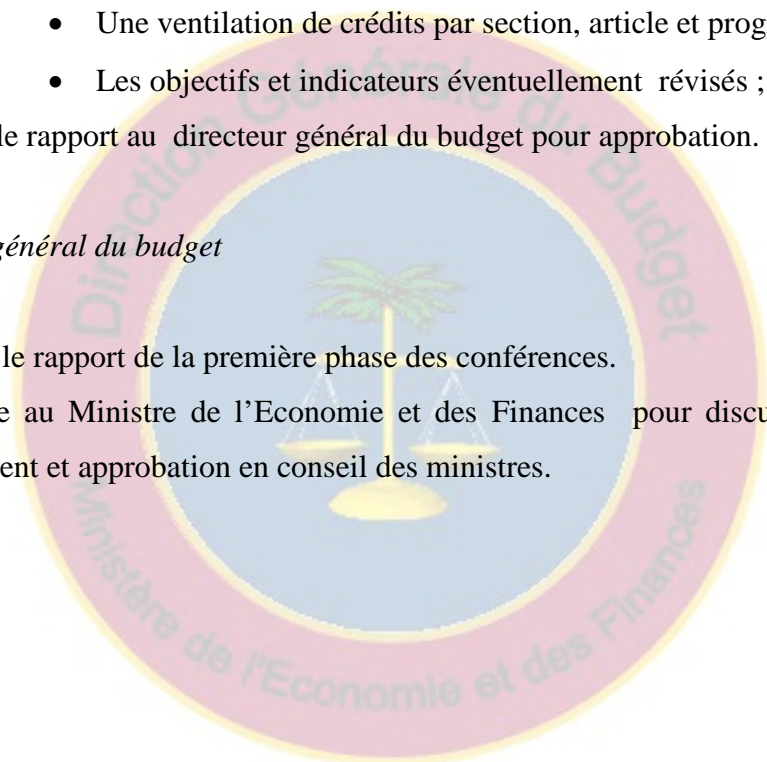 • Une ventilation de crédits par section, article et prog
• Les objectifs et indicateurs éventuellement révisés ;
le rapport au directeur général du budget pour approbation.
général du budget
le rapport de la première phase des conférences.
e au Ministre de l’Economie et des Finances pour discu
ent et approbation en conseil des ministres.
Direction Générale du Budget
Ministère de l'Economie et des Finances